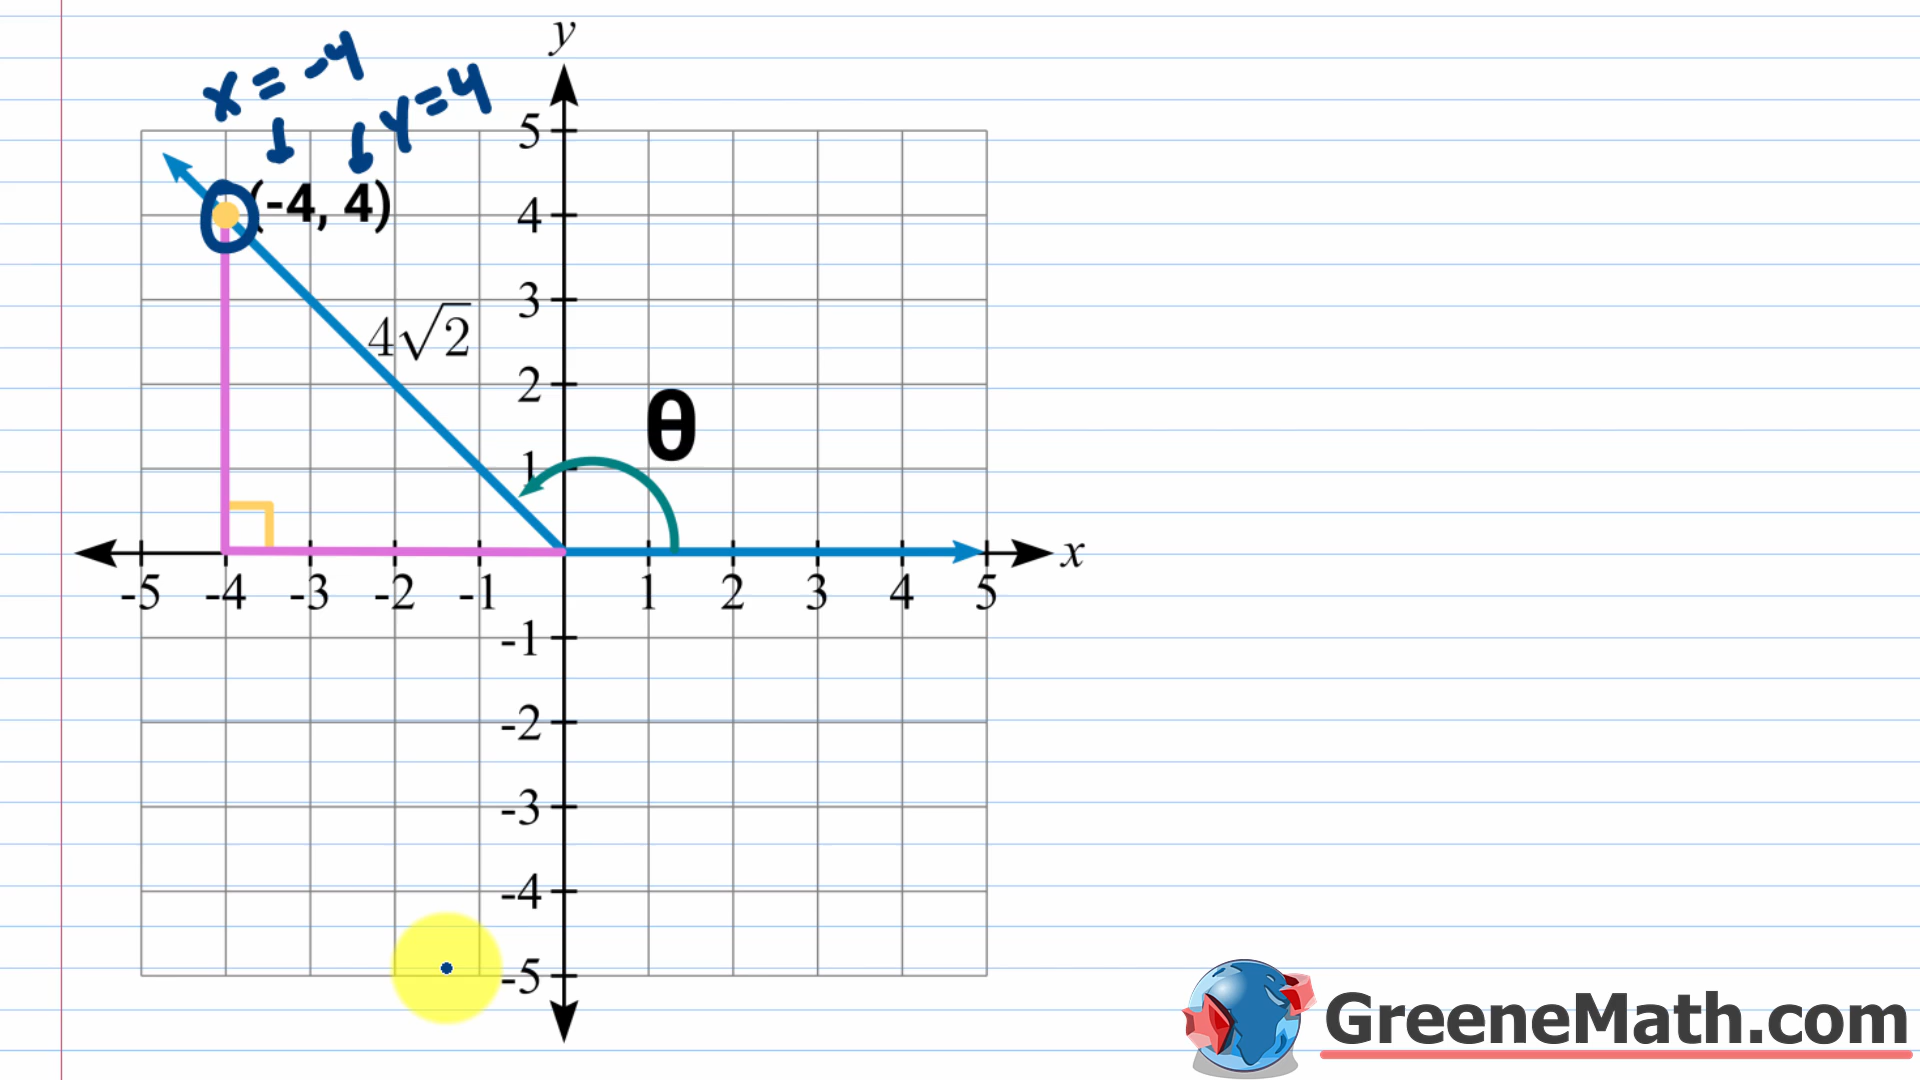 y
x = -4
y = 4
(-4, 4)
4√2
θ
5
4
3
2
1
-5 -4 -3 -2 -1 1 2 3 4 5 x
-1
-2
-3
-4
-5
GreeneMath.com